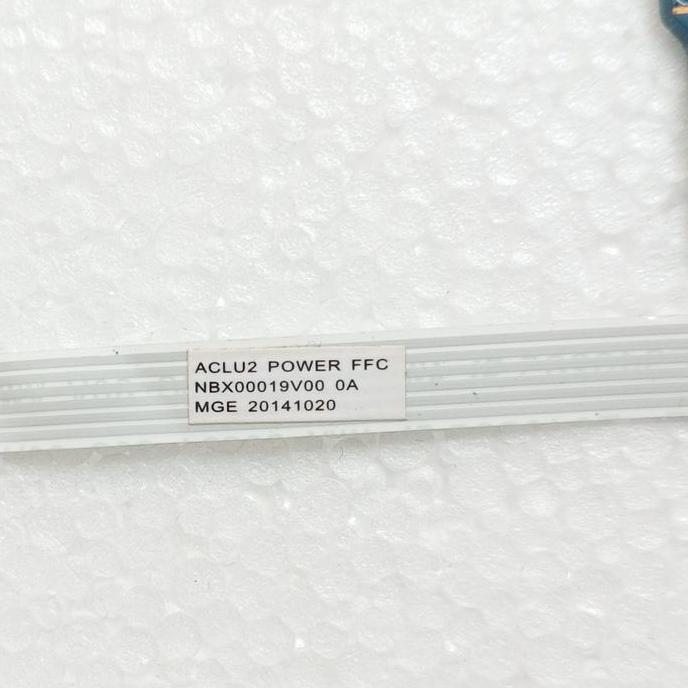 ACLU2 POWER FFC
NBX00019V00 0A
MGE 20141020